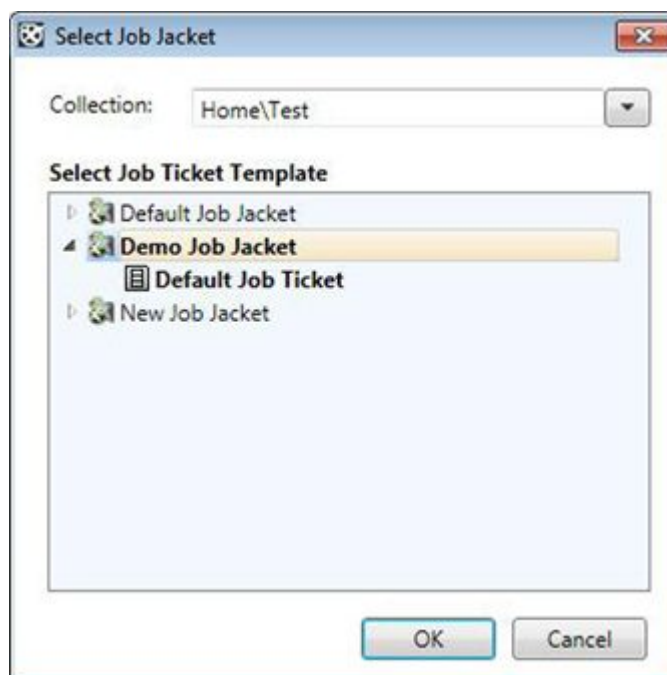 Select Job Jacket
Collection: Home\Test
Select Job Ticket Template
Default Job Jacket
Demo Job Jacket
Default Job Ticket
New Job Jacket
OK Cancel